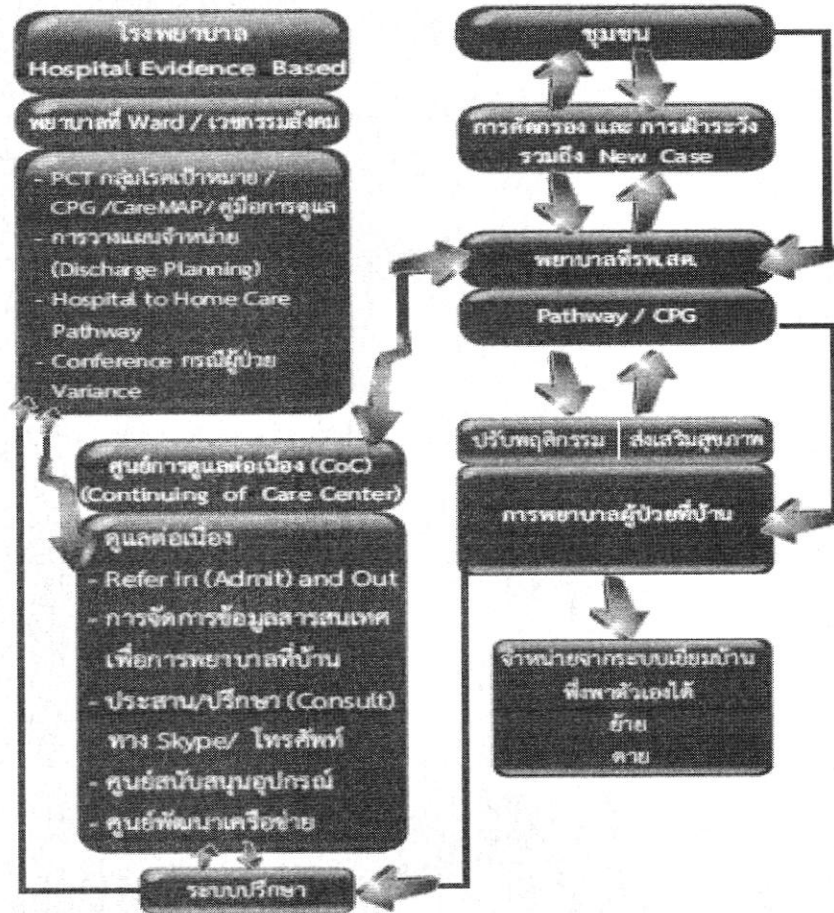 โรงพยาบาล
Hospital Evidence Based
พยาบาลที่ Ward / เวชกรรมสังคม
- PCT กลุ่มโรคเป้าหมาย /
CPG /CareMAP/ คู่มือการดูแล
- การวางแผนจำหน่าย
(Discharge Planning)
- Hospital to Home Care
Pathway
- Conference กรณีผู้ป่วย
Variance
ศูนย์การดูแลต่อเนื่อง (CoC)
(Continuing of Care Center)
ดูแลต่อเนื่อง
- Refer In (Admit) and Out
- การจัดการข้อมูลสารสนเทศ
เพื่อการพยาบาลที่บ้าน
- ประสาน/ปรึกษา (Consult)
ทาง Skype/ โทรศัพท์
- ศูนย์สนับสนุนอุปกรณ์
- ศูนย์พัฒนาเครือข่าย
ระบบปรึกษา
ชุมชน
การคัดกรอง และ การเฝ้าระวัง
รวมถึง New Case
พยาบาลที่รพ.สต.
Pathway / CPG
ปรับพฤติกรรม | ส่งเสริมสุขภาพ
การพยาบาลผู้ป่วยที่บ้าน
จำหน่ายจากระบบเยี่ยมบ้าน
พึ่งพาตัวเองได้
ย้าย
ตาย